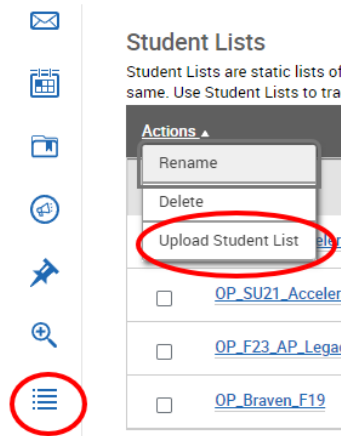 Student Lists
Student Lists are static lists of
same. Use Student Lists to tra
Actions
Rename
Delete
Upload Student List
OP_SU21_Acceler
OP_F23_AP_Lega
OP_Braven_F19